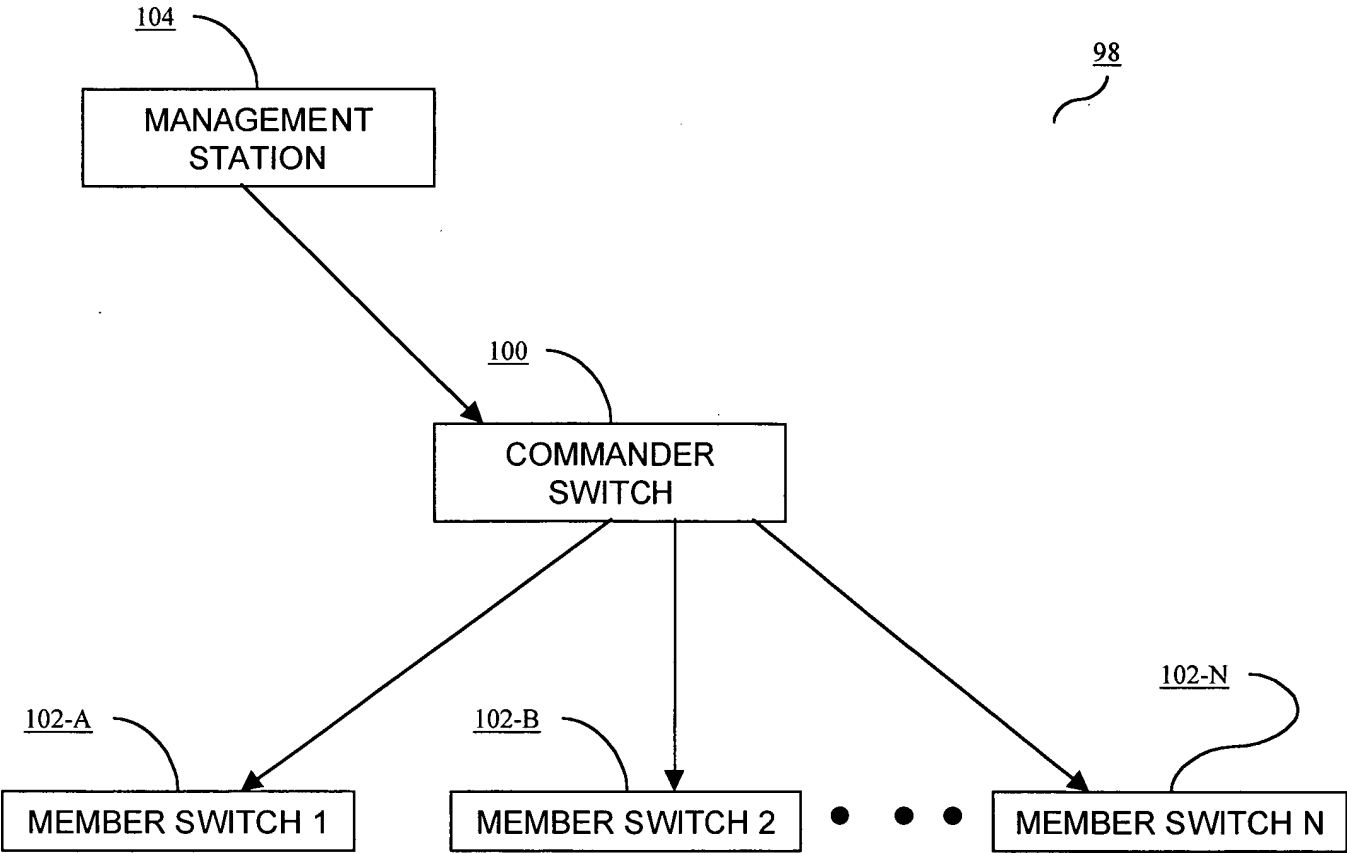 104
98
MANAGEMENT
STATION
100
COMMANDER
SWITCH
102-N
102-A
102-B
MEMBER SWITCH 1
MEMBER SWITCH 2
MEMBER SWITCH N